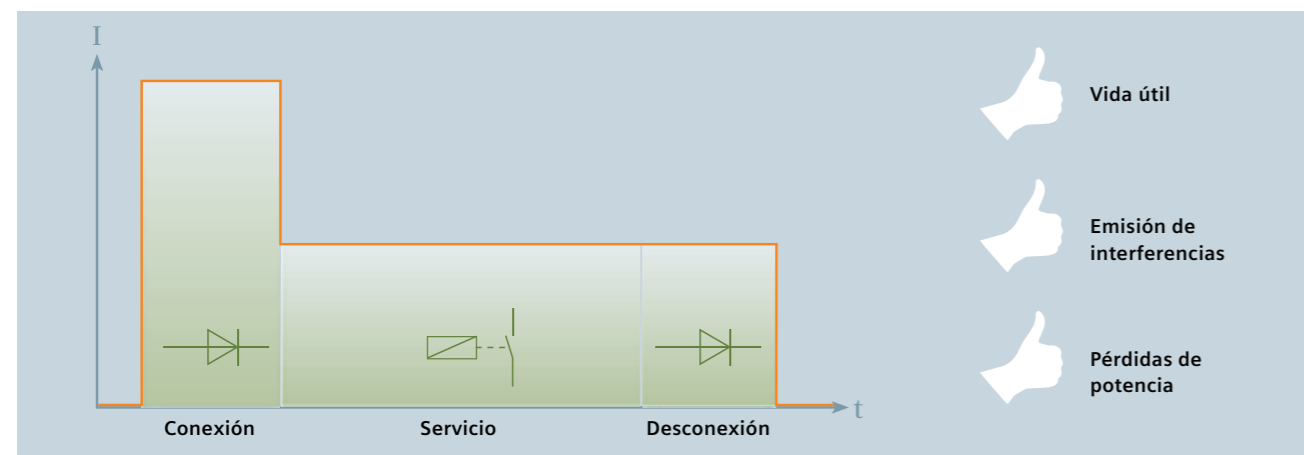 I
Vida útil
Emisión de
interferencias
Pérdidas de
potencia
t
Conexión
Servicio
Desconexión